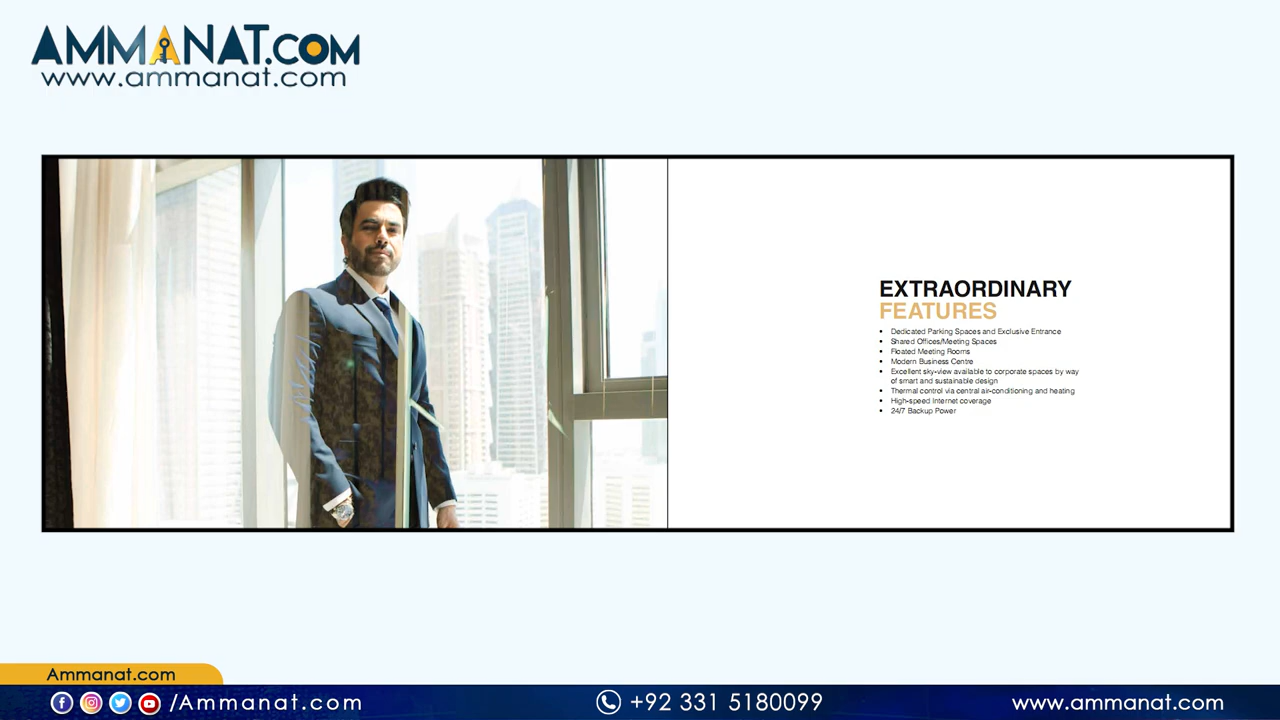 AMMANAT.COM
www.ammanat.com
EXTRAORDINARY
FEATURES
• Dedicated Parking Spaces and Exclusive Entrance
• Shared Offices/Meeting Spaces
• Floated Meeting Rooms
• Modern Business Centre
• Excellent sky-view available to corporate spaces by way
of smart and sustainable design
• Thermal control via central air-conditioning and heating
• High-speed Internet coverage
• 24/7 Backup Power
Ammanat.com
/Ammanat.com
+92 331 5180099
www.ammanat.com